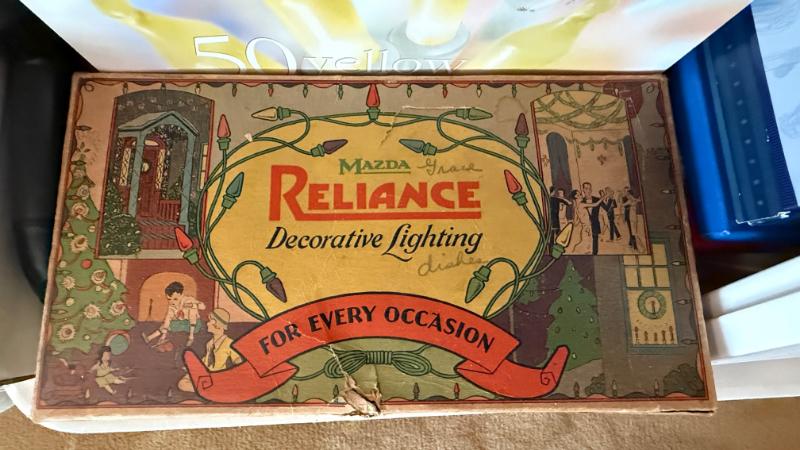 50 yellow
MAZDA Grace
RELIANCE
Decorative Lighting
dishes
FOR EVERY OCCASION